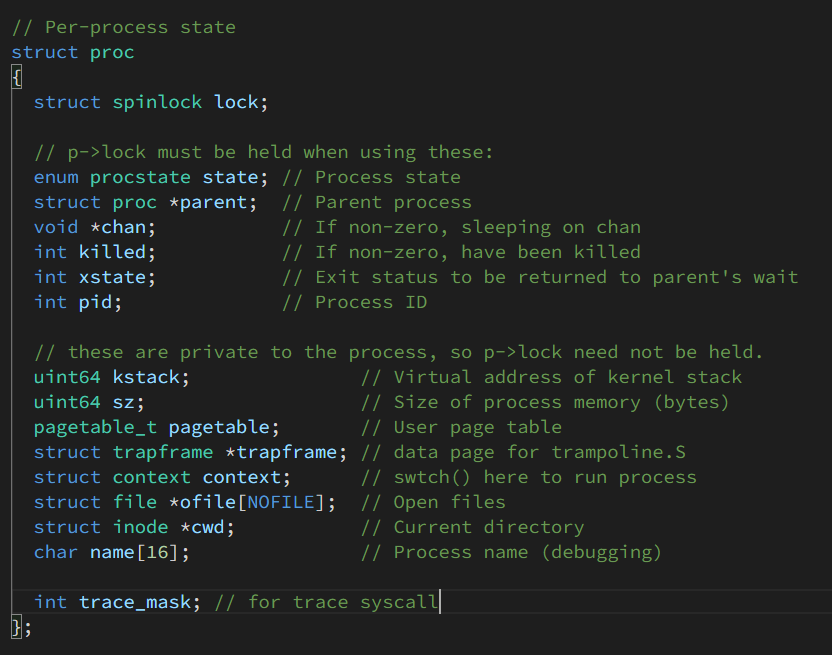 // Per-process state
struct proc
{
  struct spinlock lock;

  // p->lock must be held when using these:
  enum procstate state; // Process state
  struct proc *parent;  // Parent process
  void *chan;           // If non-zero, sleeping on chan
  int killed;           // If non-zero, have been killed
  int xstate;           // Exit status to be returned to parent's wait
  int pid;              // Process ID

  // these are private to the process, so p->lock need not be held.
  uint64 kstack;               // Virtual address of kernel stack
  uint64 sz;                   // Size of process memory (bytes)
  pagetable_t pagetable;       // User page table
  struct trapframe *trapframe; // data page for trampoline.S
  struct context context;      // swtch() here to run process
  struct file *ofile[NOFILE];  // Open files
  struct inode *cwd;           // Current directory
  char name[16];               // Process name (debugging)

  int trace_mask; // for trace syscall
};